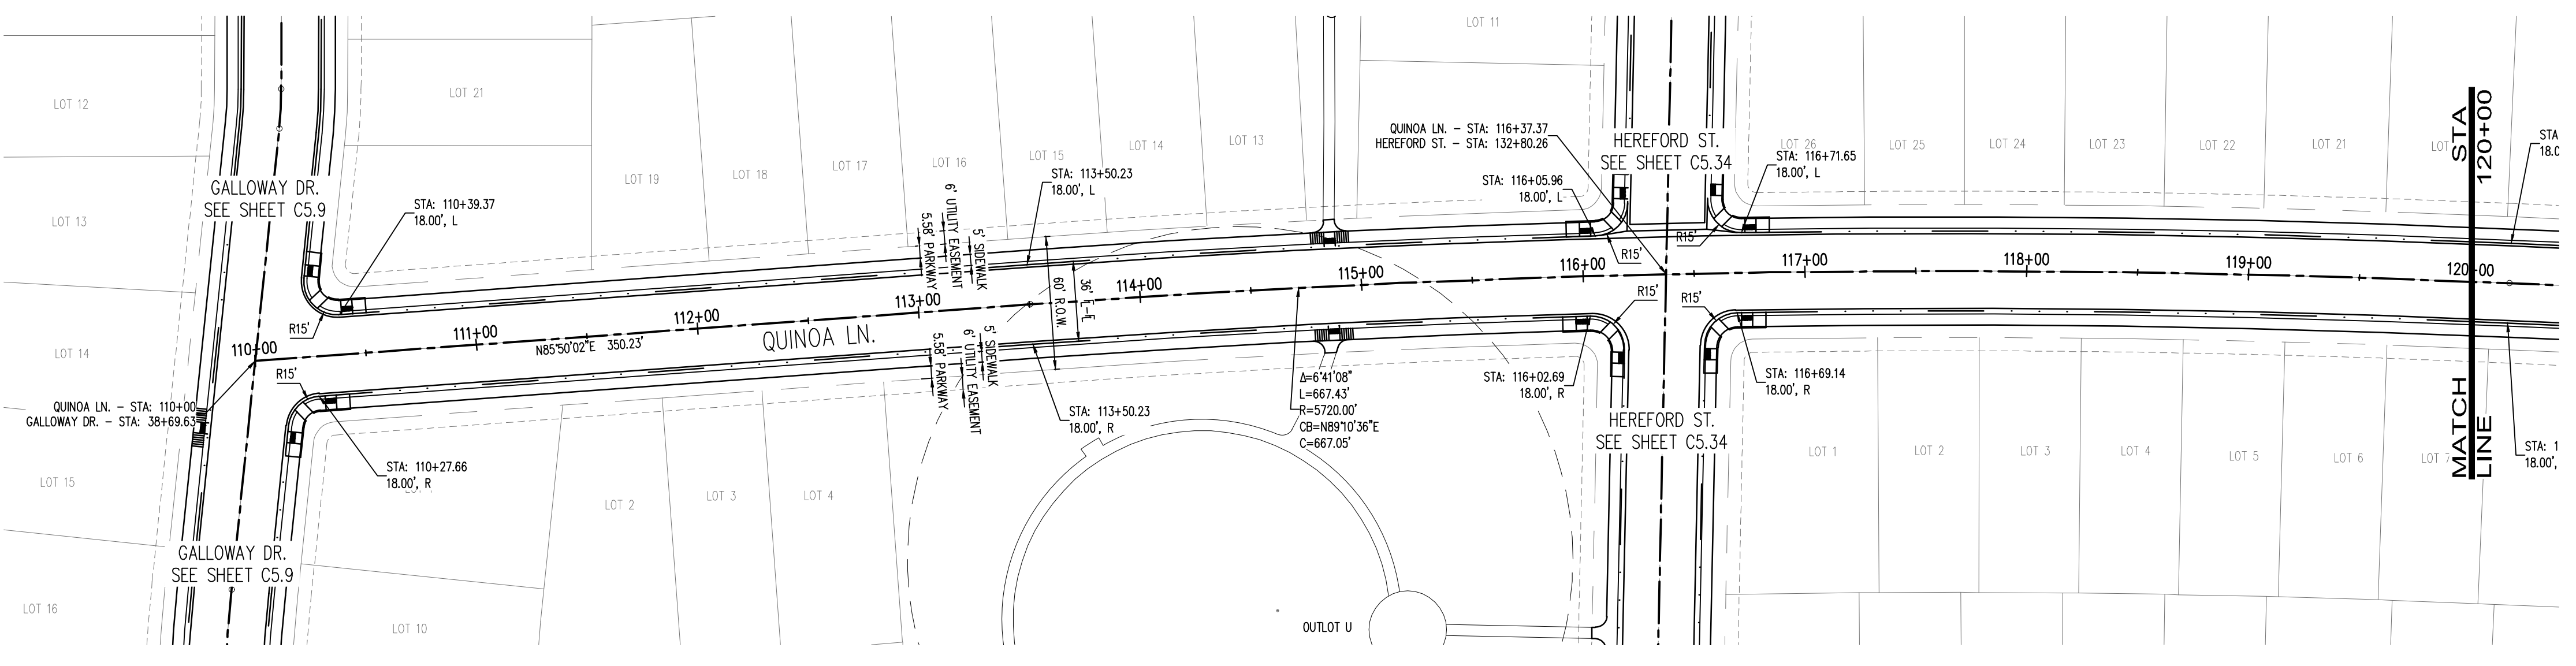 LOT 11
LOT 12
LOT 21
LOT 13
LOT 14
LOT 15
LOT 16
LOT 17
LOT 18
LOT 19
QUINOA LN. - STA: 116+37.37
HEREFORD ST. - STA: 132+80.26
HEREFORD ST.
SEE SHEET C5.34
LOT 26
LOT 25
LOT 24
LOT 23
LOT 22
LOT 21
LOT
STA
120+00
STA
18.0
STA: 116+71.65
18.00', L
STA: 116+05.96
18.00', L
STA: 113+50.23
18.00', L
GALLOWAY DR.
SEE SHEET C5.9
STA: 110+39.37
18.00', L
LOT 13
6' UTILITY EASEMENT
5.58' PARKWAY
5' SIDEWALK
60' R.O.W.
36' F-F
R15'
R15'
R15'
110+00
111+00
112+00
113+00
114+00
115+00
116+00
117+00
118+00
119+00
120+00
N85°50'02"E 350.23'
QUINOA LN.
LOT 14
R15'
R15'
R15'
5.58' PARKWAY
6' UTILITY EASEMENT
5' SIDEWALK
QUINOA LN. - STA: 110+00
GALLOWAY DR. - STA: 38+69.63
STA: 113+50.23
18.00', R
Δ=6°41'08"
L=667.43'
R=5720.00'
CB=N89°10'36"E
C=667.05'
STA: 116+02.69
18.00', R
STA: 116+69.14
18.00', R
HEREFORD ST.
SEE SHEET C5.34
MATCH
LINE
STA: 1
18.00',
STA: 110+27.66
18.00', R
LOT 15
LOT 2
LOT 3
LOT 4
LOT 1
LOT 2
LOT 3
LOT 4
LOT 5
LOT 6
LOT 7
GALLOWAY DR.
SEE SHEET C5.9
LOT 16
LOT 10
OUTLOT U